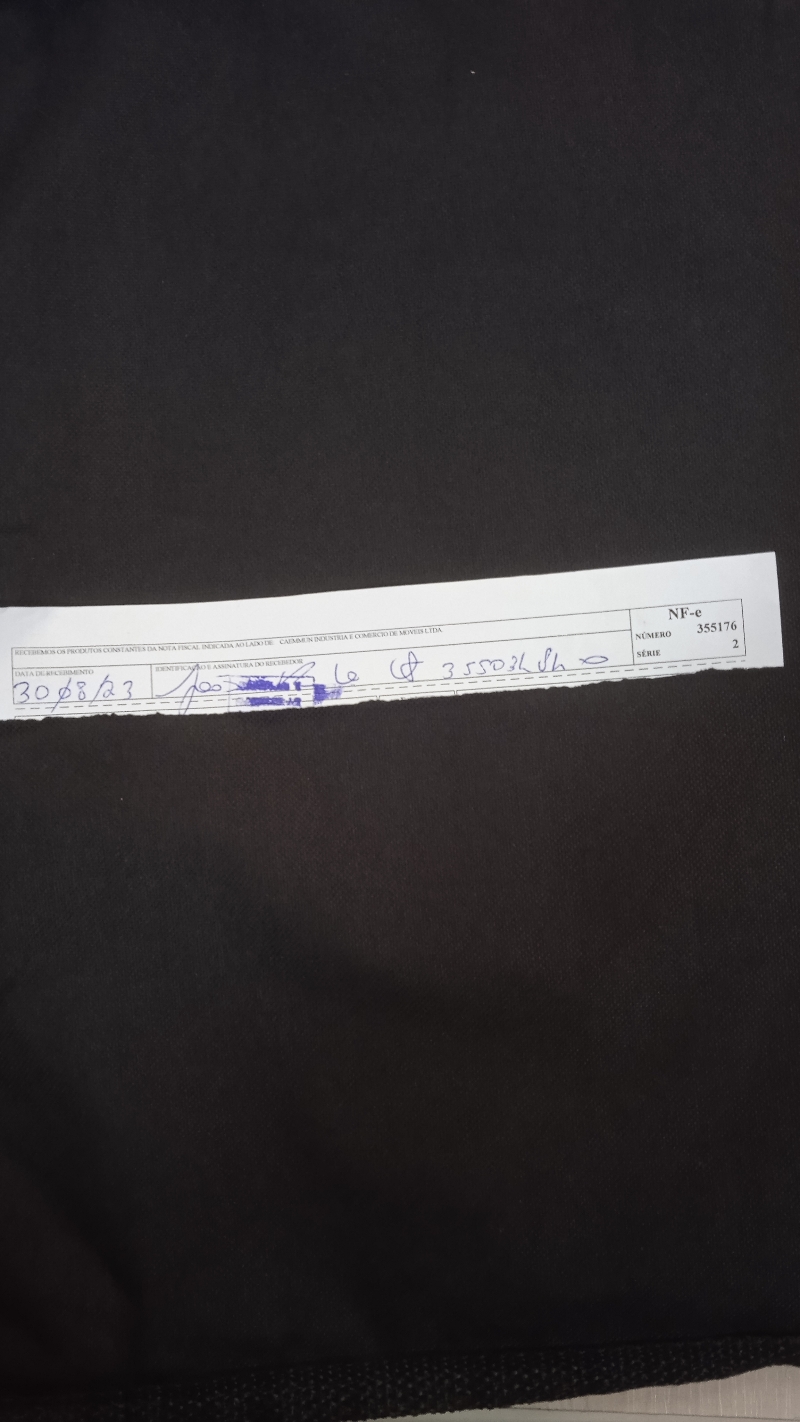 RECEBEMOS OS PRODUTOS CONSTANTES DA NOTA FISCAL INDICADA AO LADO DE CAEMMUN INDUSTRIA E COMERCIO DE MOVEIS LTDA.
NF-e
NÚMERO 355176
SÉRIE 2
DATA DE RECEBIMENTO
IDENTIFICAÇÃO E ASSINATURA DO RECEBEDOR
30/08/23